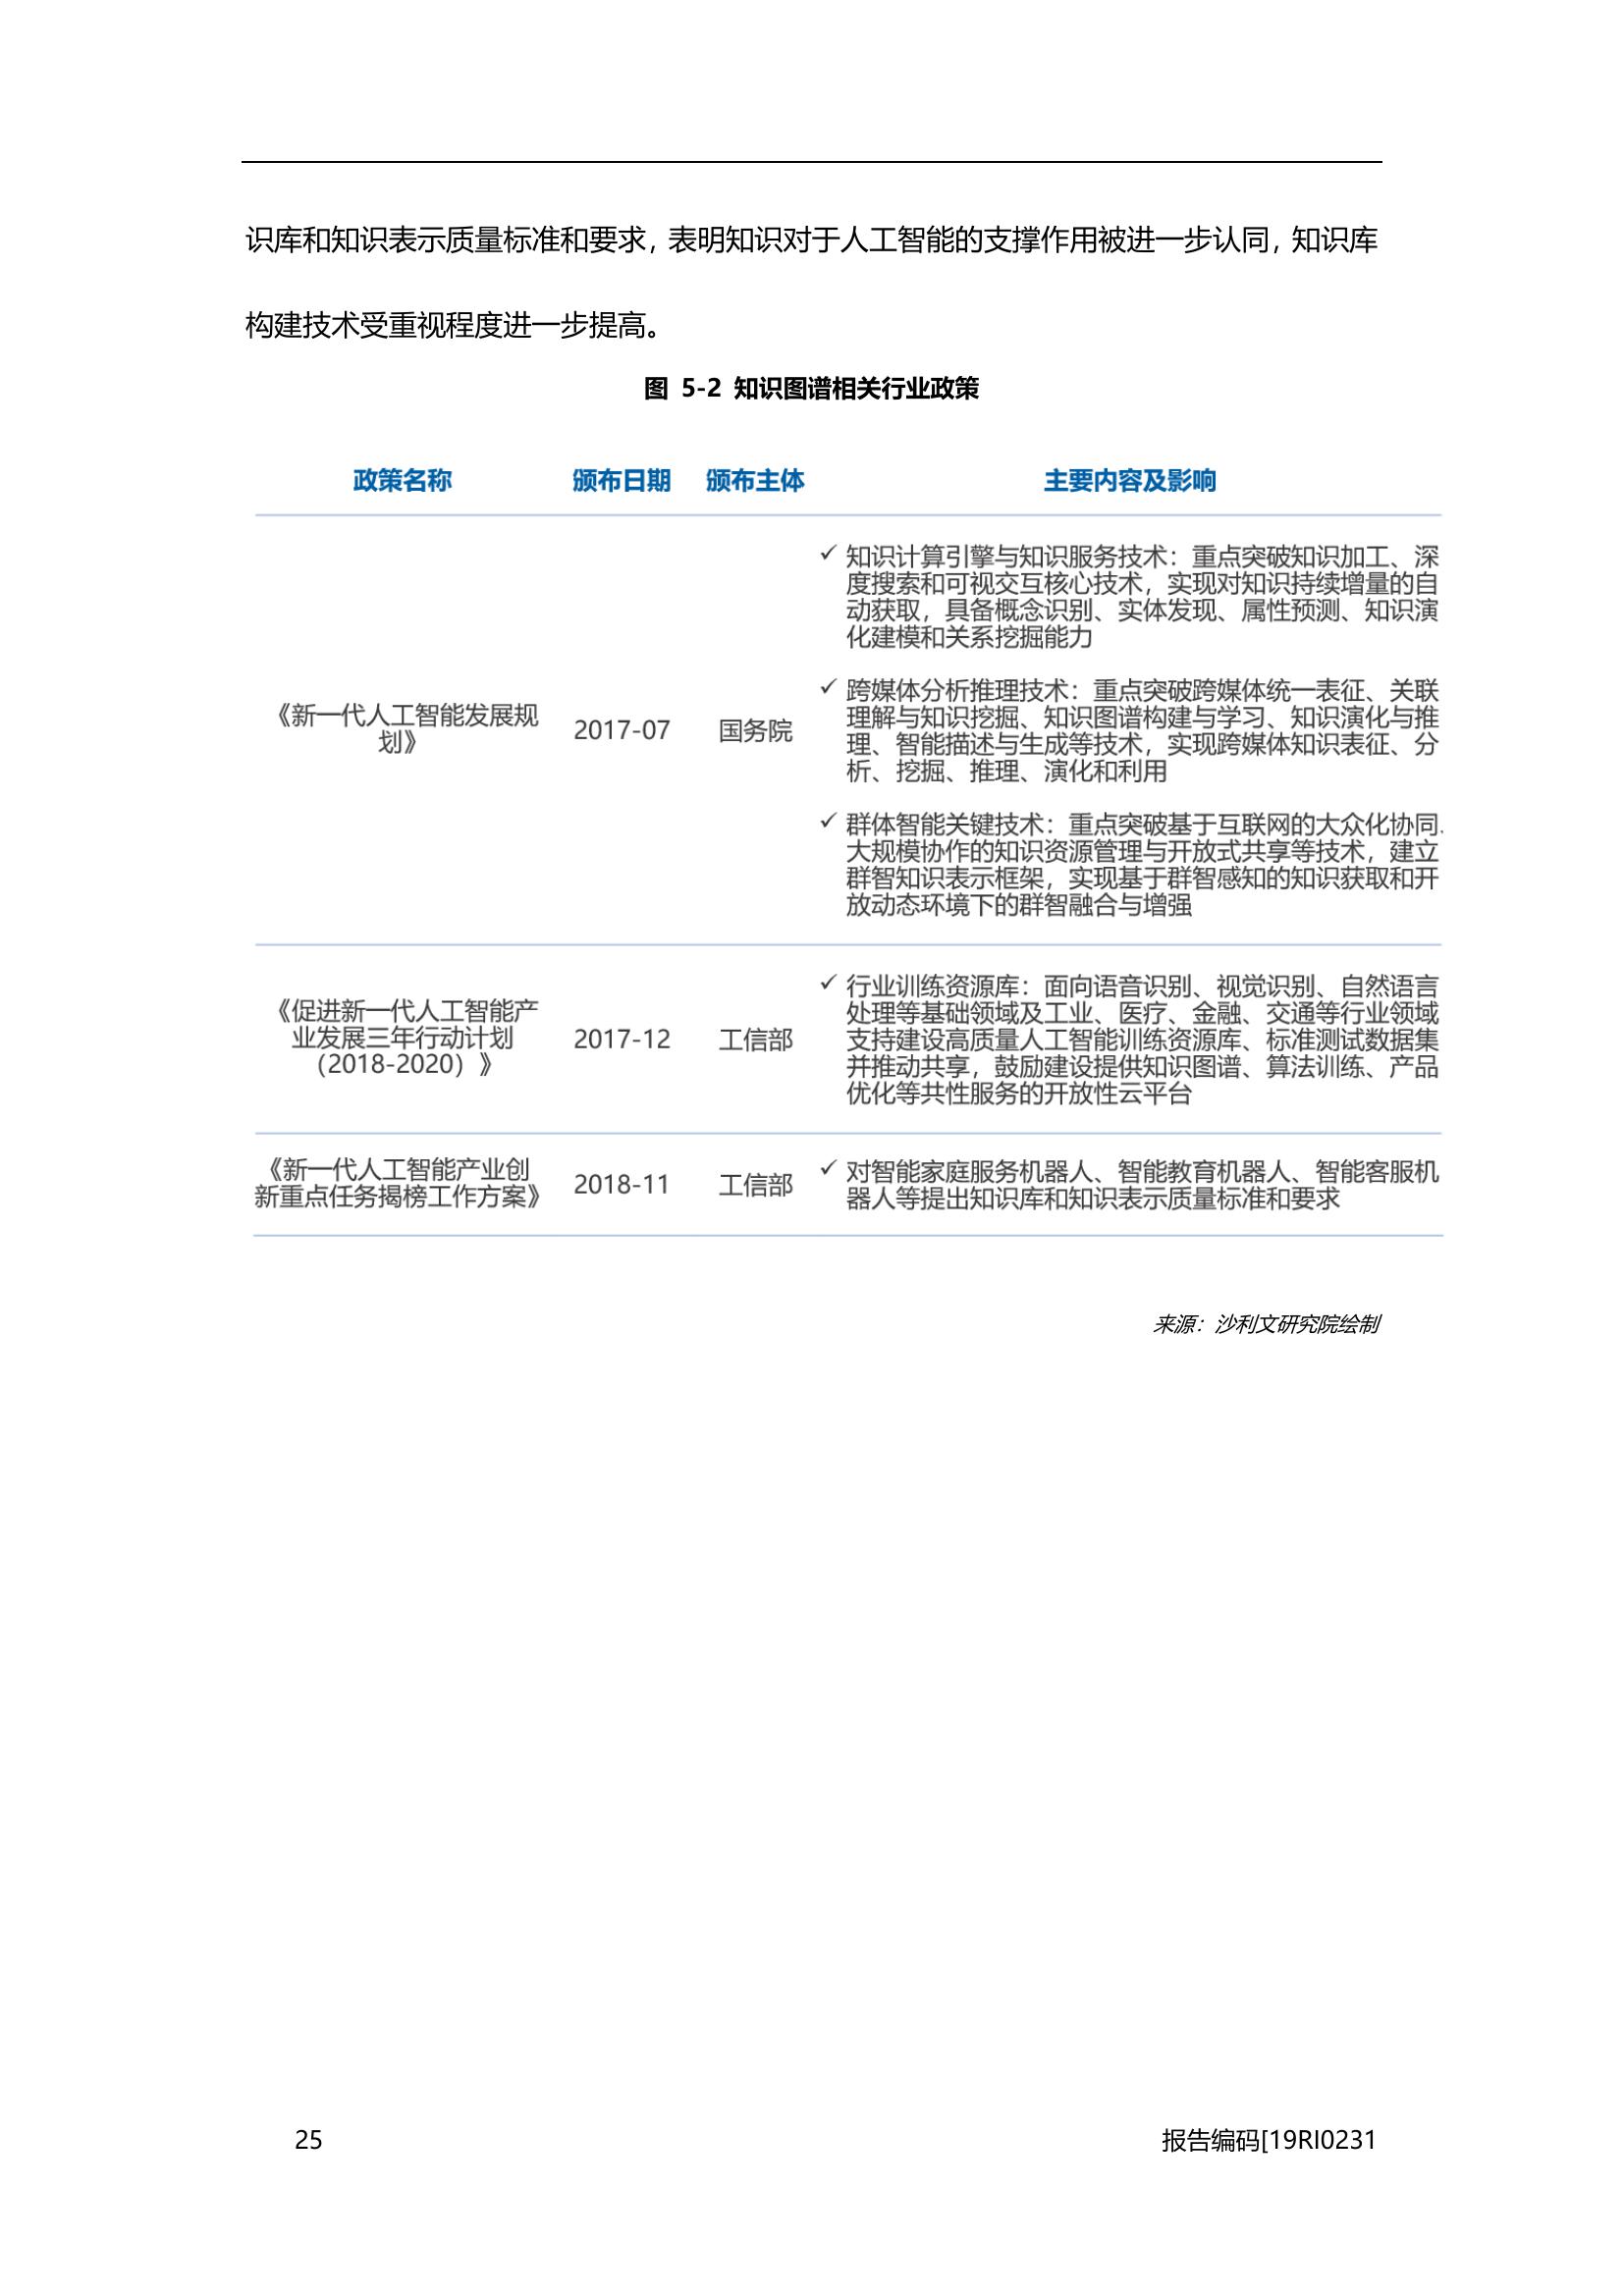 识库和知识表示质量标准和要求，表明知识对于人工智能的支撑作用被进一步认同，知识库
构建技术受重视程度进一步提高。
图 5-2 知识图谱相关行业政策
政策名称 颁布日期 颁布主体 主要内容及影响
《新一代人工智能发展规
划》
2017-07
国务院
✓ 知识计算引擎与知识服务技术：重点突破知识加工、深
度搜索和可视交互核心技术，实现对知识持续增量的自
动获取，具备概念识别、实体发现、属性预测、知识演
化建模和关系挖掘能力
✓ 跨媒体分析推理技术：重点突破跨媒体统一表征、关联
理解与知识挖掘、知识图谱构建与学习、知识演化与推
理、智能描述与生成等技术，实现跨媒体知识表征、分
析、挖掘、推理、演化和利用
✓ 群体智能关键技术：重点突破基于互联网的大众化协同
大规模协作的知识资源管理与开放式共享等技术，建立
群智知识表示框架，实现基于群智感知的知识获取和开
放动态环境下的群智融合与增强
《促进新一代人工智能产
业发展三年行动计划
（2018-2020）》
2017-12
工信部
✓ 行业训练资源库：面向语音识别、视觉识别、自然语言
处理等基础领域及工业、医疗、金融、交通等行业领域
支持建设高质量人工智能训练资源库、标准测试数据集
并推动共享，鼓励建设提供知识图谱、算法训练、产品
优化等共性服务的开放性云平台
《新一代人工智能产业创
新重点任务揭榜工作方案》
2018-11
工信部
✓ 对智能家庭服务机器人、智能教育机器人、智能客服机
器人等提出知识库和知识表示质量标准和要求
来源：沙利文研究院绘制
25 报告编码[19RI0231